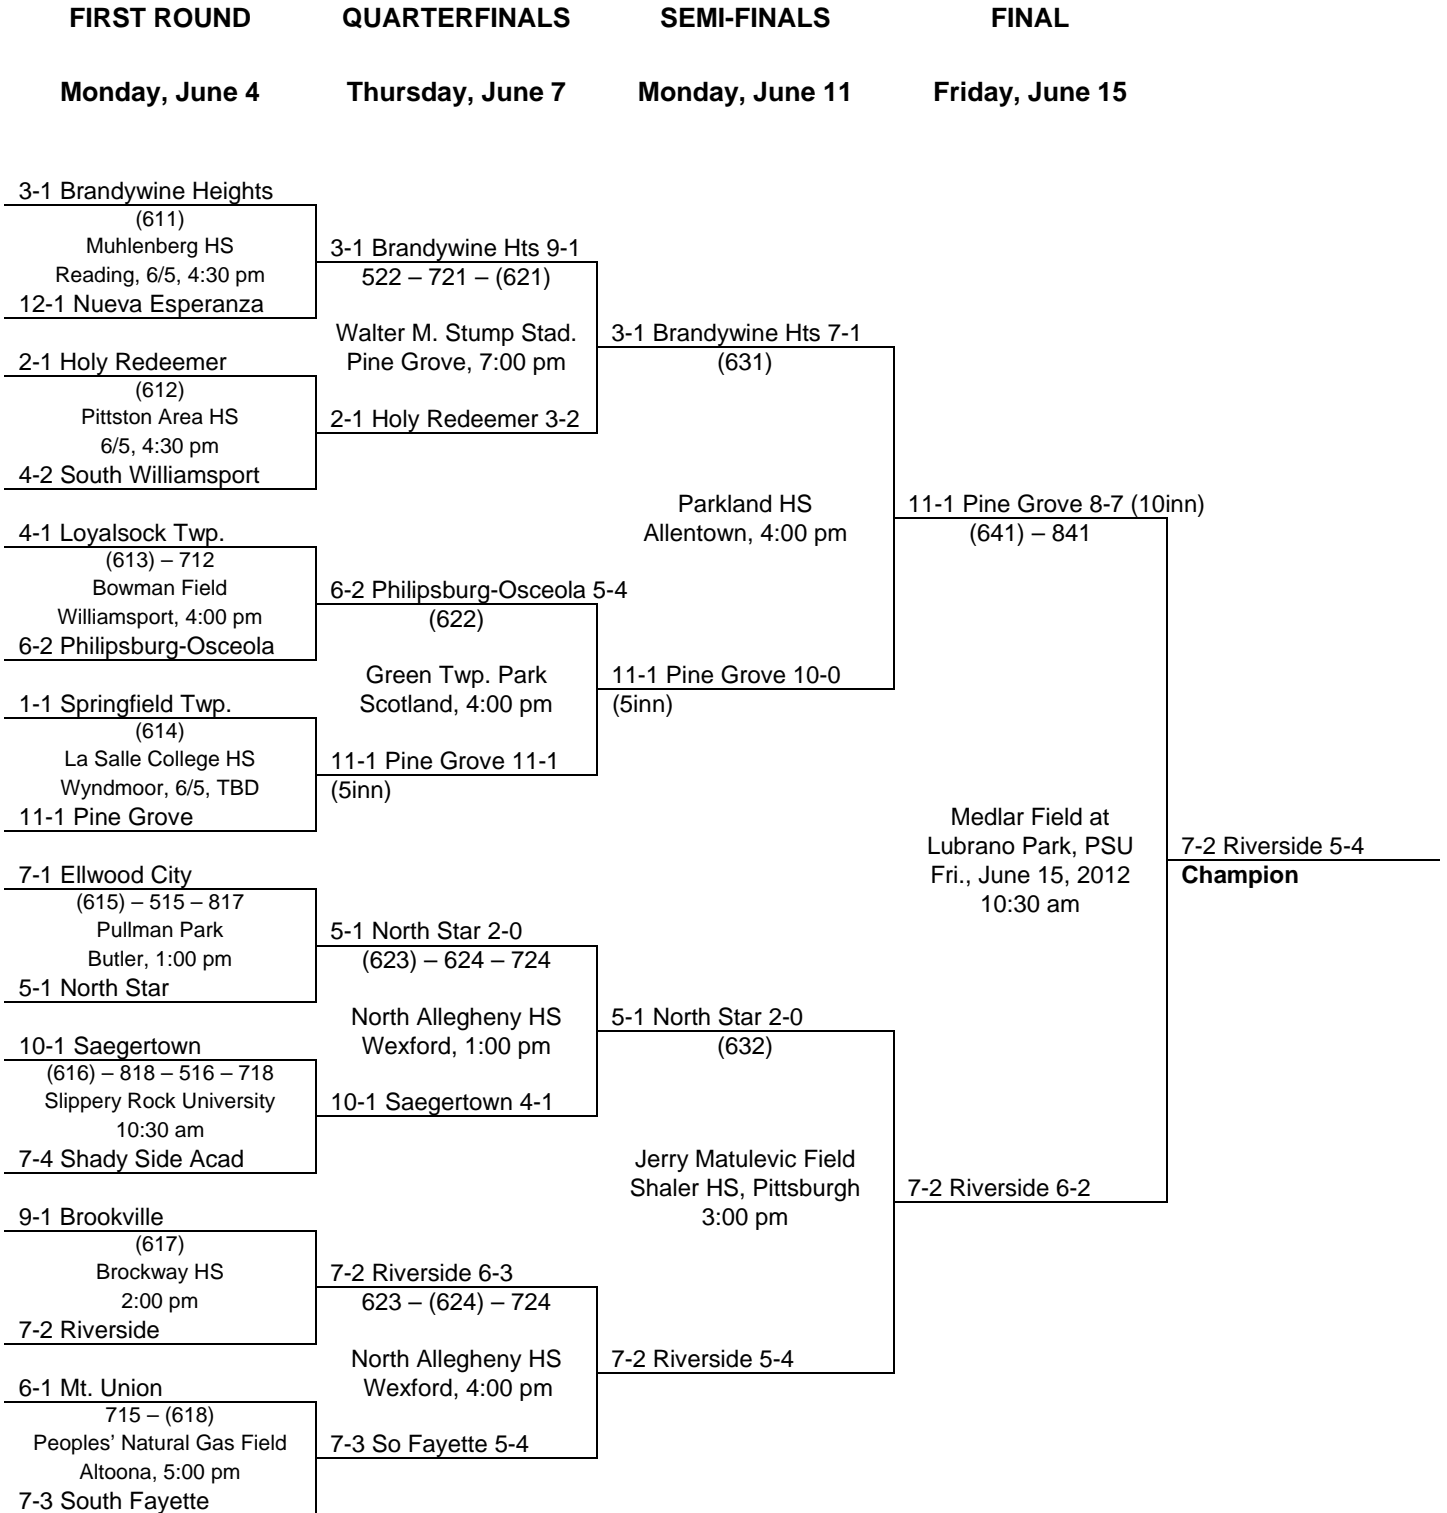 FIRST ROUND
QUARTERFINALS
SEMI-FINALS
FINAL
Monday, June 4
Thursday, June 7
Monday, June 11
Friday, June 15
3-1 Brandywine Heights
(611)
Muhlenberg HS
Reading, 6/5, 4:30 pm
12-1 Nueva Esperanza
2-1 Holy Redeemer
(612)
Pittston Area HS
6/5, 4:30 pm
4-2 South Williamsport
4-1 Loyalsock Twp.
(613) – 712
Bowman Field
Williamsport, 4:00 pm
6-2 Philipsburg-Osceola
1-1 Springfield Twp.
(614)
La Salle College HS
Wyndmoor, 6/5, TBD
11-1 Pine Grove
7-1 Ellwood City
(615) – 515 – 817
Pullman Park
Butler, 1:00 pm
5-1 North Star
10-1 Saegertown
(616) – 818 – 516 – 718
Slippery Rock University
10:30 am
7-4 Shady Side Acad
9-1 Brookville
(617)
Brockway HS
2:00 pm
7-2 Riverside
6-1 Mt. Union
715 – (618)
Peoples' Natural Gas Field
Altoona, 5:00 pm
7-3 South Fayette
3-1 Brandywine Hts 9-1
522 – 721 – (621)
Walter M. Stump Stad.
Pine Grove, 7:00 pm
2-1 Holy Redeemer 3-2
6-2 Philipsburg-Osceola 5-4
(622)
Green Twp. Park
Scotland, 4:00 pm
11-1 Pine Grove 11-1
(5inn)
5-1 North Star 2-0
(623) – 624 – 724
North Allegheny HS
Wexford, 1:00 pm
10-1 Saegertown 4-1
7-2 Riverside 6-3
623 – (624) – 724
North Allegheny HS
Wexford, 4:00 pm
7-3 So Fayette 5-4
3-1 Brandywine Hts 7-1
(631)
Parkland HS
Allentown, 4:00 pm
11-1 Pine Grove 10-0
(5inn)
5-1 North Star 2-0
(632)
Jerry Matulevic Field
Shaler HS, Pittsburgh
3:00 pm
7-2 Riverside 5-4
11-1 Pine Grove 8-7 (10inn)
(641) – 841
Medlar Field at
Lubrano Park, PSU
Fri., June 15, 2012
10:30 am
7-2 Riverside 6-2
7-2 Riverside 5-4
Champion